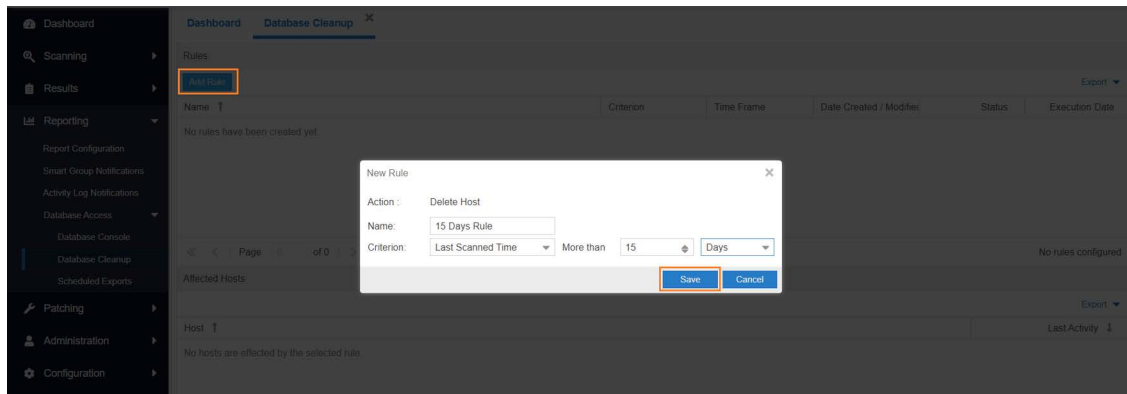 Dashboard
Scanning
Results
Reporting
Report Configuration
Smart Group Notifications
Activity Log Notifications
Database Access
Database Console
Database Cleanup
Scheduled Exports
Patching
Administration
Configuration
Dashboard Database Cleanup
Rules
Add Rule
Export
Name Criterion Time Frame Date Created / Modified Status Execution Date
No rules have been created yet.
New Rule
Action : Delete Host
Name: 15 Days Rule
Criterion: Last Scanned Time More than 15 Days
Save Cancel
Page of 0
No rules configured
Affected Hosts
Export
Host Last Activity
No hosts are effected by the selected rule.